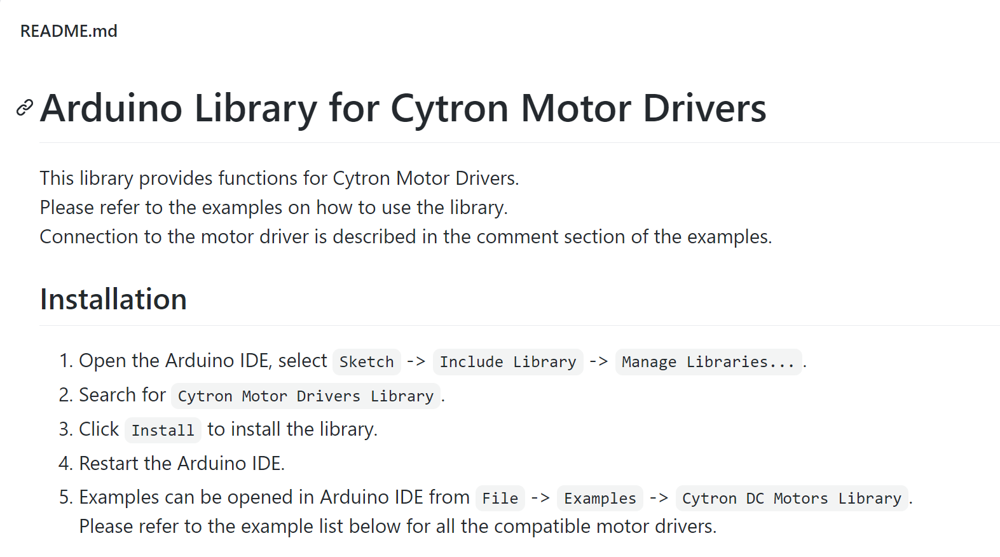 README.md
Arduino Library for Cytron Motor Drivers
This library provides functions for Cytron Motor Drivers.
Please refer to the examples on how to use the library.
Connection to the motor driver is described in the comment section of the examples.
Installation
1. Open the Arduino IDE, select Sketch -> Include Library -> Manage Libraries... .
2. Search for Cytron Motor Drivers Library .
3. Click Install to install the library.
4. Restart the Arduino IDE.
5. Examples can be opened in Arduino IDE from File -> Examples -> Cytron DC Motors Library .
Please refer to the example list below for all the compatible motor drivers.